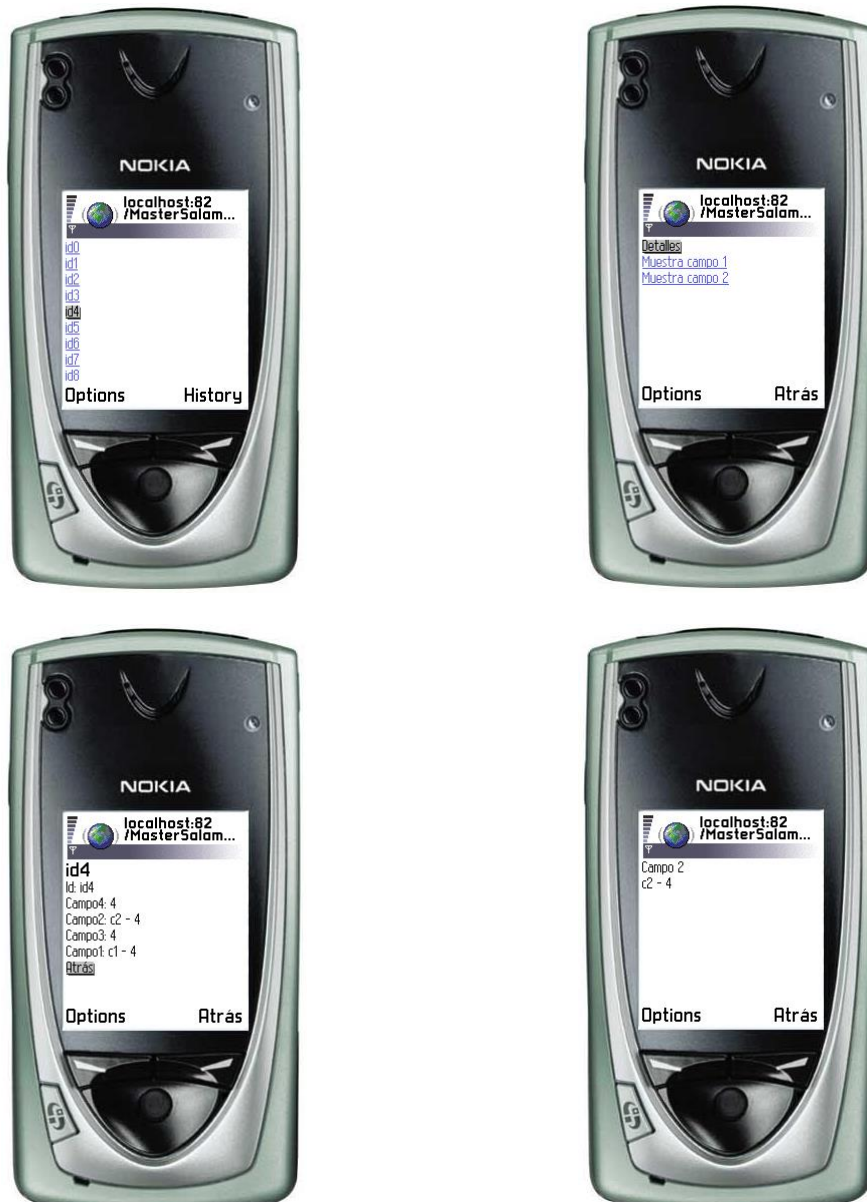 NOKIA
localhost:82
/MasterSalam...
id0
id1
id2
id3
id4
id5
id6
id7
id8
Options History
NOKIA
localhost:82
/MasterSalam...
Detalles
Muestra campo 1
Muestra campo 2
Options Atrás
NOKIA
localhost:82
/MasterSalam...
id4
Id: id4
Campo4: 4
Campo2: c2 - 4
Campo3: 4
Campo1: c1 - 4
Atrás
Options Atrás
NOKIA
localhost:82
/MasterSalam...
Campo 2
c2 - 4
Options Atrás